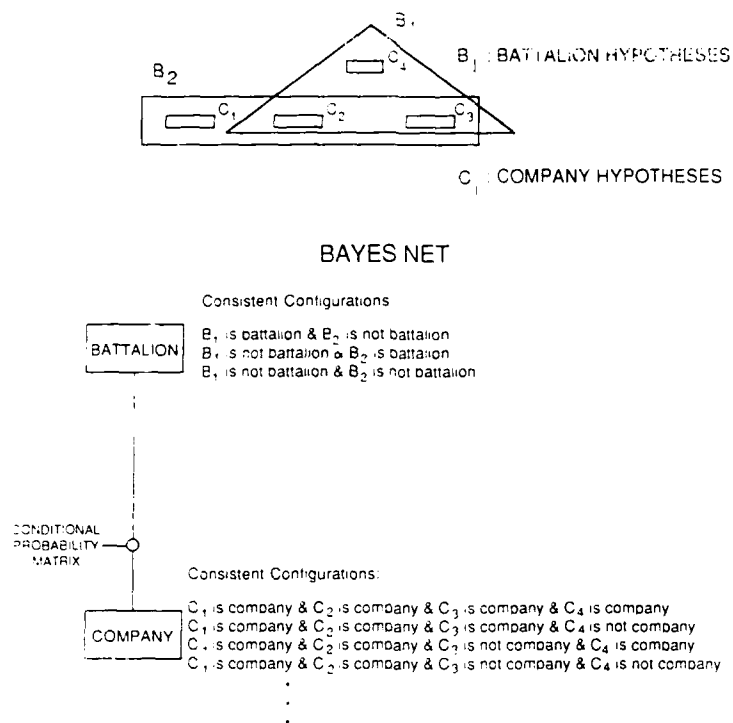 B₁
C₄
B_j : BATTALION HYPOTHESES
B₂
C₁
C₂
C₃
C_j : COMPANY HYPOTHESES
BAYES NET
Consistent Configurations
BATTALION
B₁ is battalion & B₂ is not battalion
B₁ is not battalion & B₂ is battalion
B₁ is not battalion & B₂ is not battalion
CONDITIONAL
PROBABILITY
MATRIX
Consistent Configurations:
COMPANY
C₁ is company & C₂ is company & C₃ is company & C₄ is company
C₁ is company & C₂ is company & C₃ is company & C₄ is not company
C₁ is company & C₂ is company & C₃ is not company & C₄ is company
C₁ is company & C₂ is company & C₃ is not company & C₄ is not company